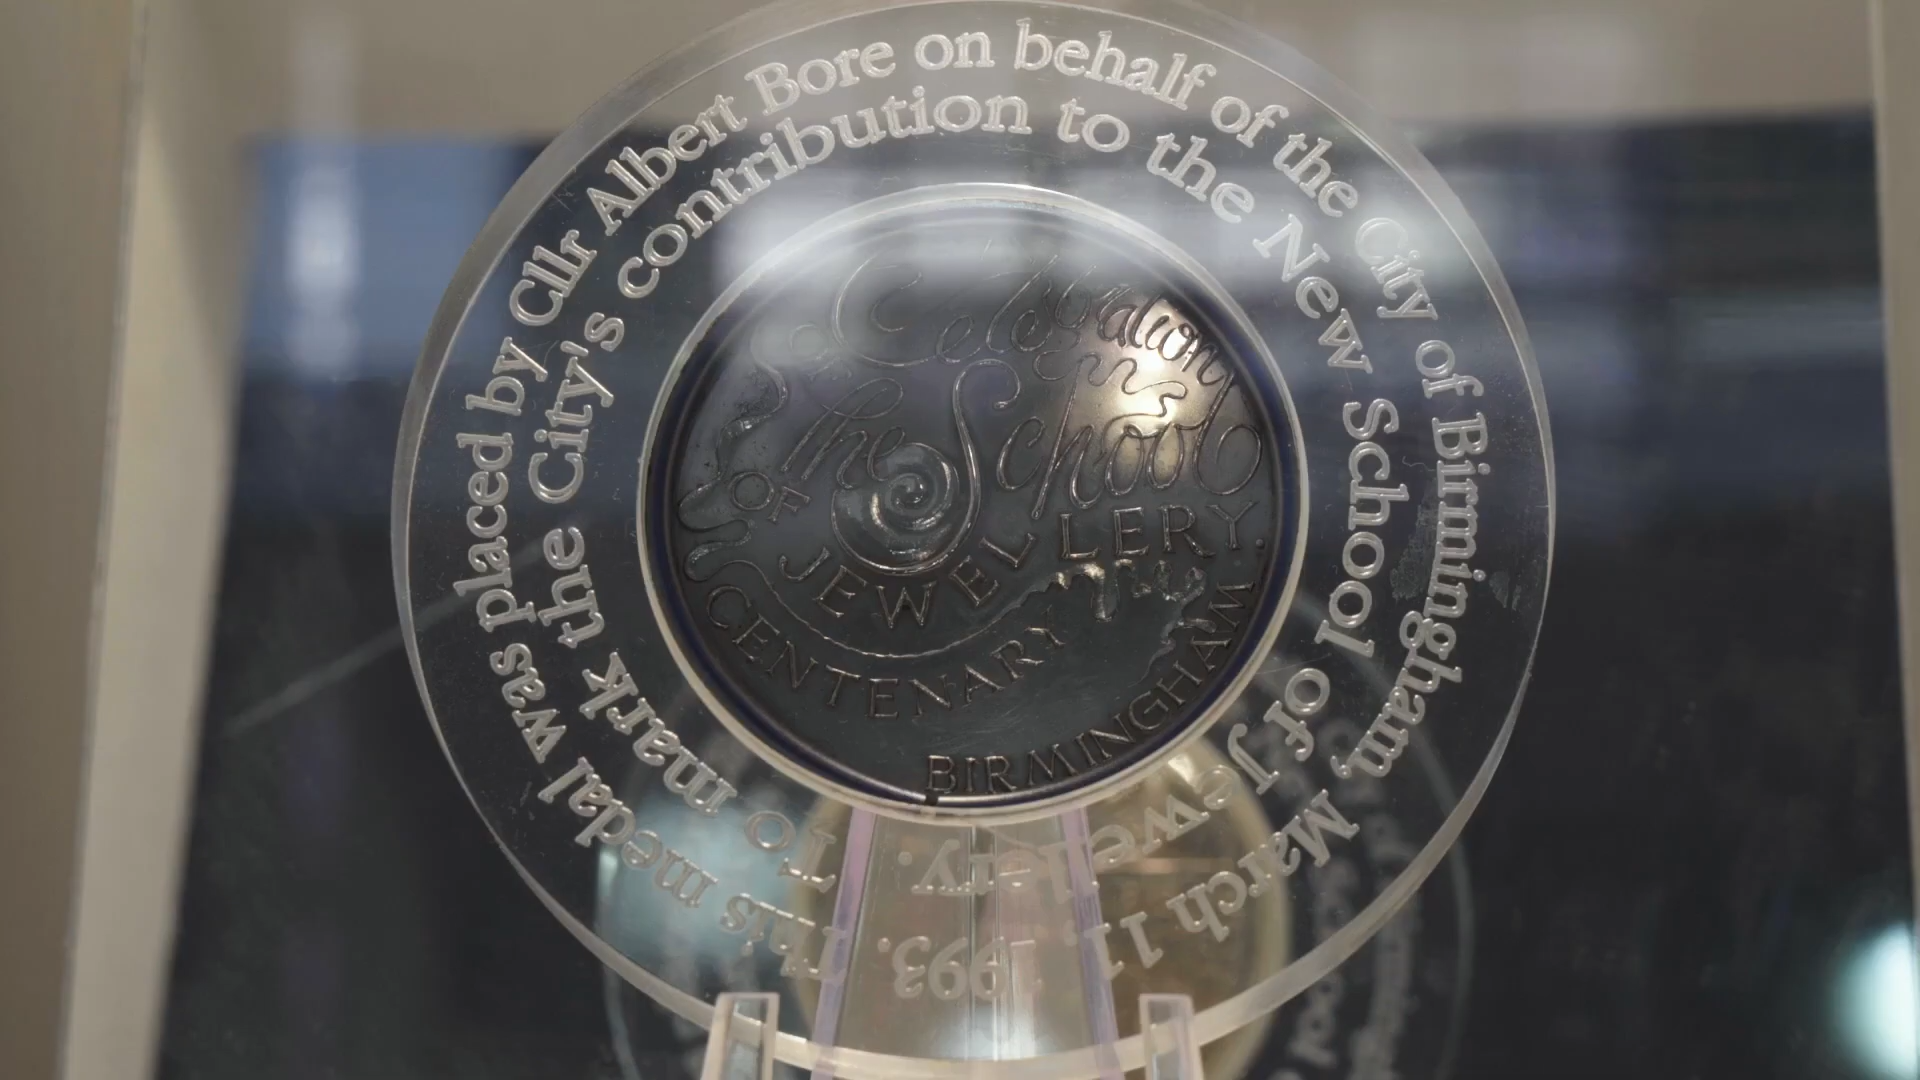 This medal was placed by Cllr Albert Bore on behalf of the City of Birmingham, March 11. 1993.
To mark the City's contribution to the New School of Jewellery.
Celebration
the School
OF
JEWELLERY.
CENTENARY
BIRMINGHAM